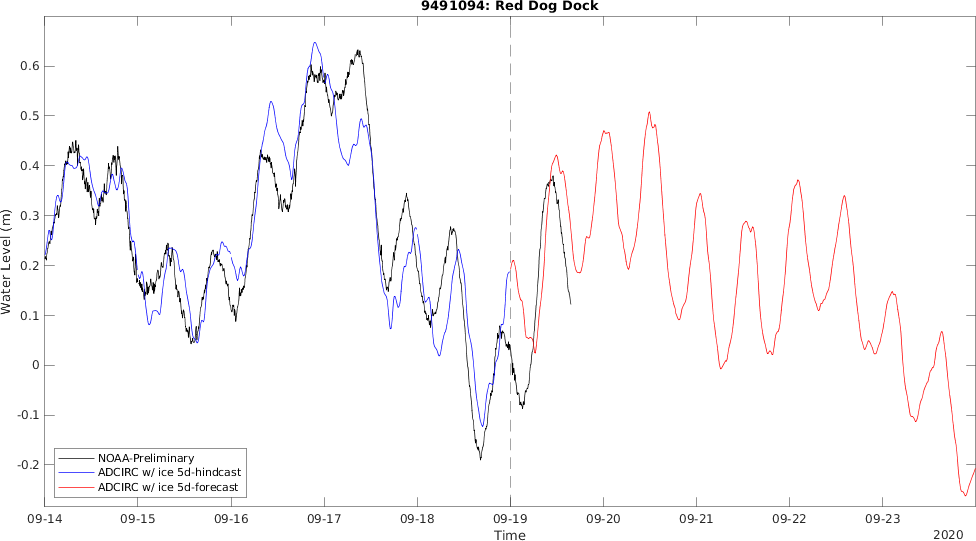 9491094: Red Dog Dock
Water Level (m)
0.6
0.5
0.4
0.3
0.2
0.1
0
-0.1
-0.2
NOAA-Preliminary
ADCIRC w/ ice 5d-hindcast
ADCIRC w/ ice 5d-forecast
09-14 09-15 09-16 09-17 09-18 09-19 09-20 09-21 09-22 09-23
Time
2020